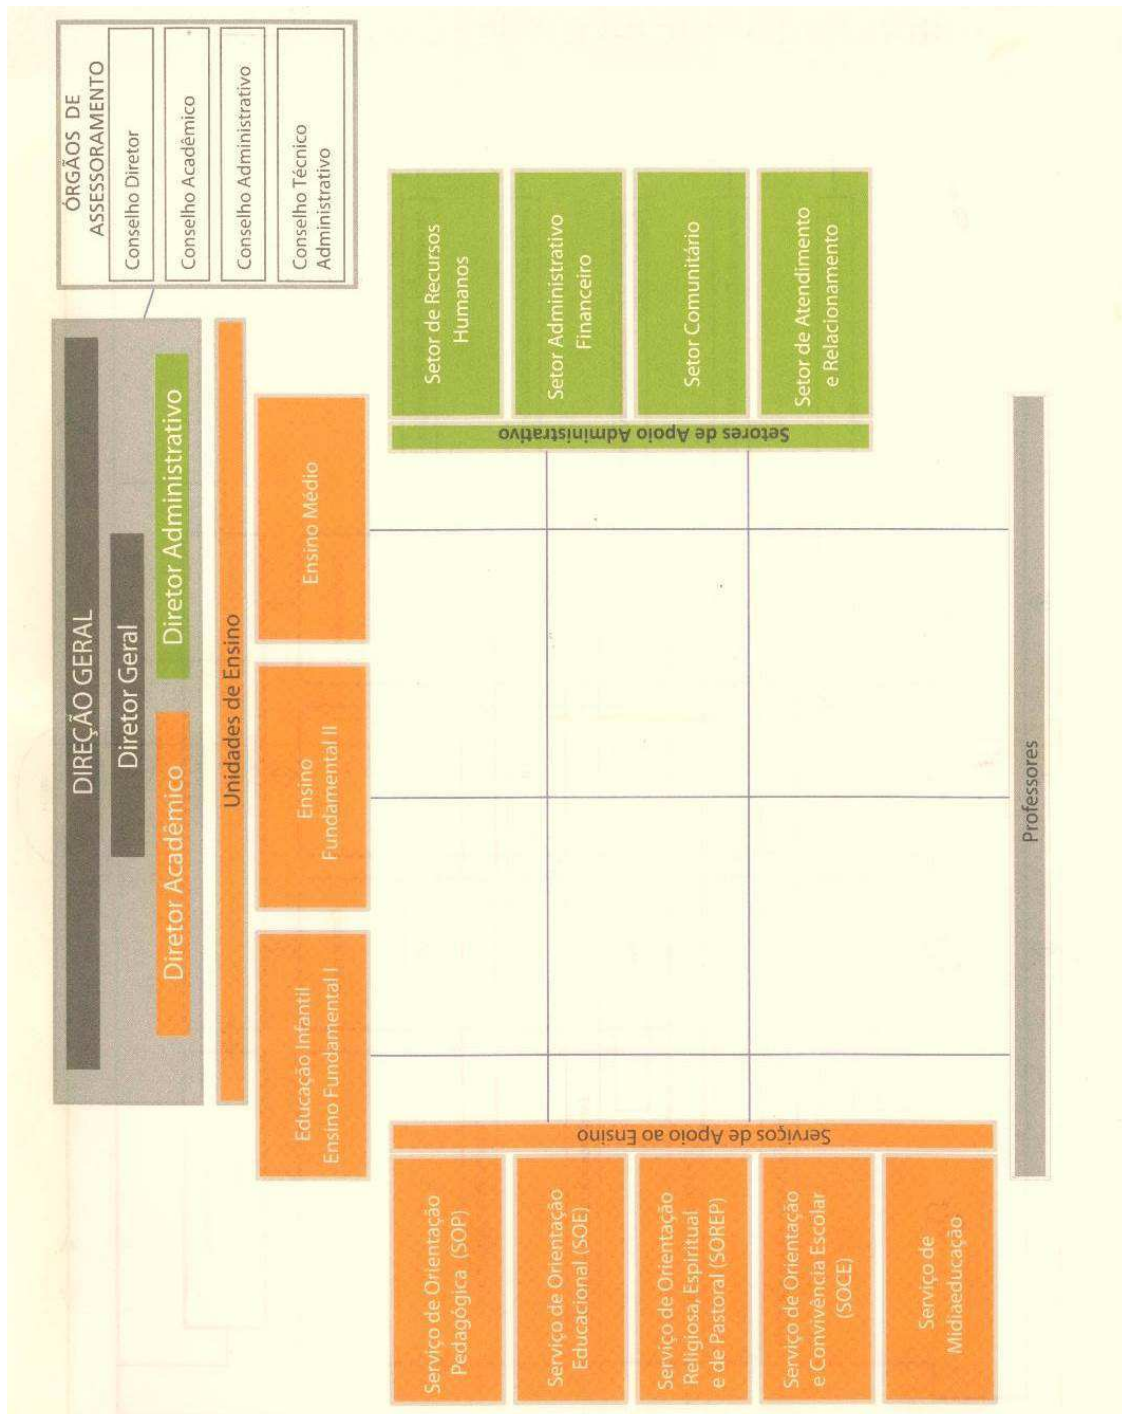 ÓRGÃOS DE
ASSESSORAMENTO
Conselho Diretor
Conselho Acadêmico
Conselho Administrativo
Conselho Técnico
Administrativo
DIREÇÃO GERAL
Diretor Geral
Diretor Acadêmico
Diretor Administrativo
Unidades de Ensino
Educação Infantil
Ensino Fundamental I
Ensino
Fundamental II
Ensino Médio
Serviços de Apoio ao Ensino
Serviço de Orientação
Pedagógica (SOP)
Serviço de Orientação
Educacional (SOE)
Serviço de Orientação
Religiosa, Espiritual
e de Pastoral (SOREP)
Serviço de Orientação
e Convivência Escolar
(SOCE)
Serviço de
Midiaeducação
Setores de Apoio Administrativo
Setor de Recursos
Humanos
Setor Administrativo
Financeiro
Setor Comunitário
Setor de Atendimento
e Relacionamento
Professores